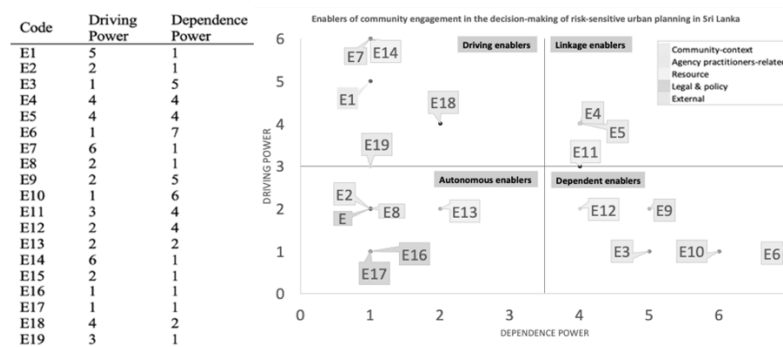 Code Driving Power Dependence Power
E1 5 1
E2 2 1
E3 1 5
E4 4 4
E5 4 4
E6 1 7
E7 6 1
E8 2 1
E9 2 5
E10 1 6
E11 3 4
E12 2 4
E13 2 2
E14 6 1
E15 2 1
E16 1 1
E17 1 1
E18 4 2
E19 3 1
Enablers of community engagement in the decision-making of risk-sensitive urban planning in Sri Lanka
Driving enablers
Linkage enablers
Community-context
Agency practitioners-related
Resource
Legal & policy
External
6
E7 E14
5
E1
E18
4
E4
E5
E19
E11
3
Autonomous enablers
Dependent enablers
E2
2
E
E8
E13
E12
E9
1
E16
E17
E3
E10
E6
0
0 1 2 3 4 5 6
DRIVING POWER
DEPENDENCE POWER